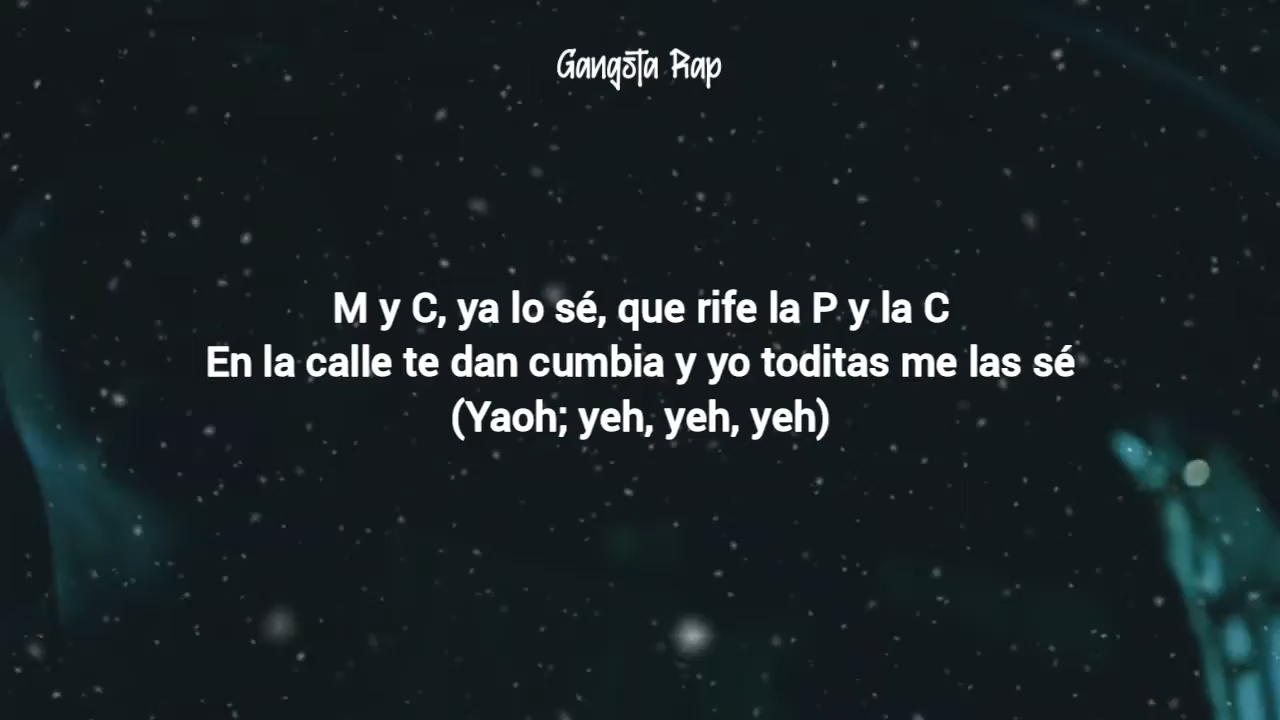 Gangsta Rap
M y C, ya lo sé, que rife la P y la C
En la calle te dan cumbia y yo toditas me las sé
(Yaoh; yeh, yeh, yeh)